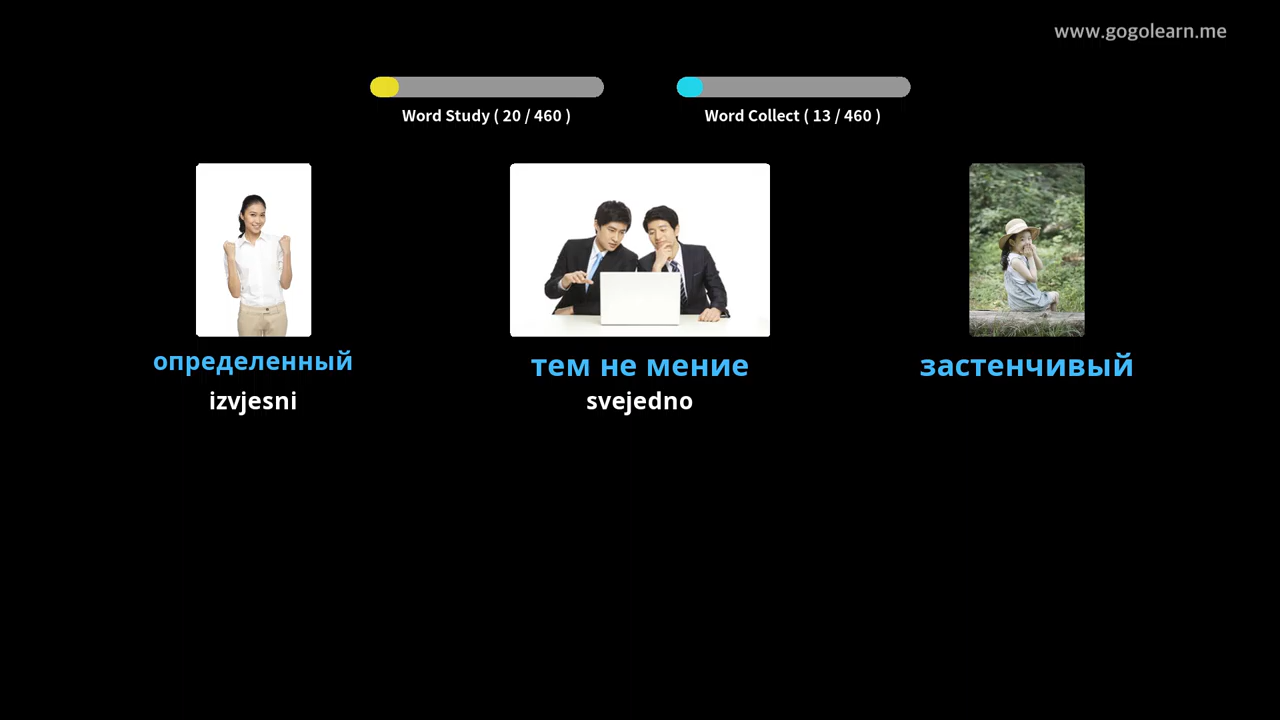 www.gogolearn.me
Word Study ( 20 / 460 )
Word Collect ( 13 / 460 )
определенный
izvjesni
тем не мение
svejedno
застенчивый